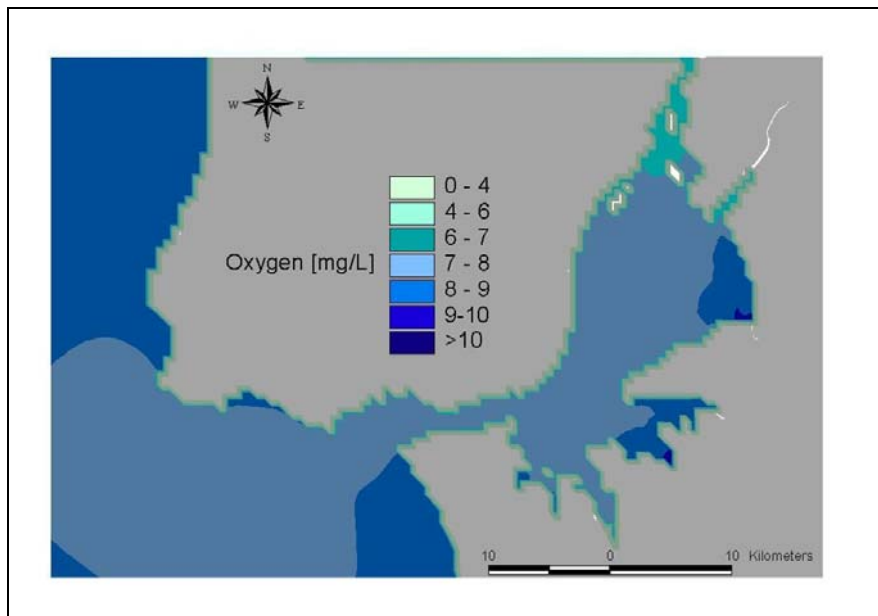 N
W E
S
0 - 4
4 - 6
6 - 7
Oxygen [mg/L] 7 - 8
8 - 9
9-10
>10
10 0 10 Kilometers